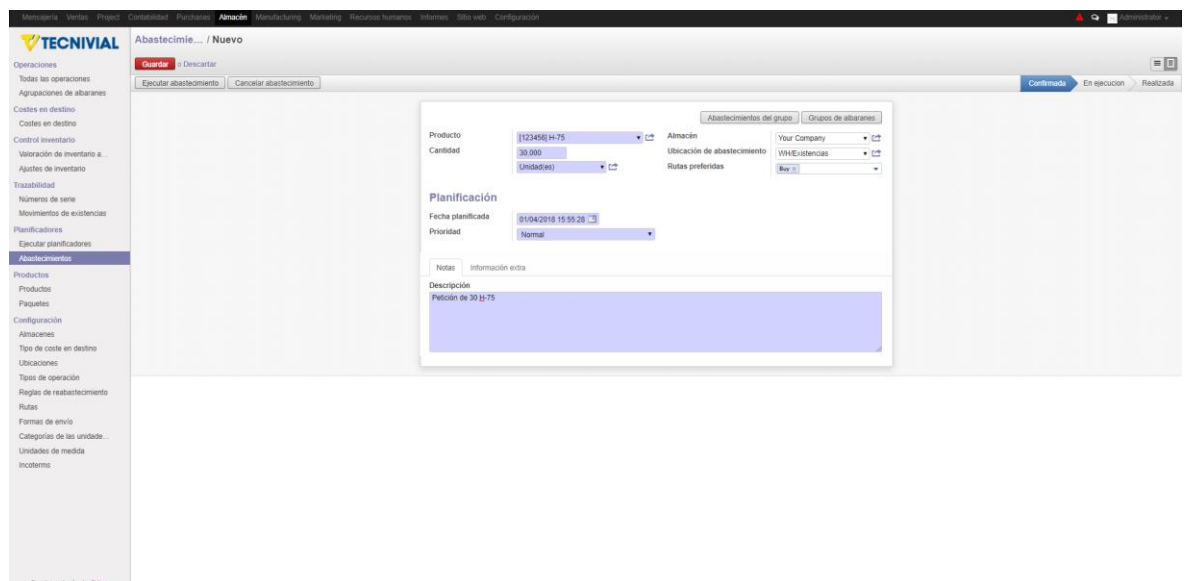 Mensajería Ventas Project Contabilidad Purchases Almacén Manufacturing Marketing Recursos humanos Informes Sitio web Configuración Administrator
TECNIVIAL
Abastecimie... / Nuevo
Guardar o Descartar
Ejecutar abastecimiento Cancelar abastecimiento Confirmada En ejecucion Realizada
Operaciones
Todas las operaciones
Agrupaciones de albaranes
Costes en destino
Costes en destino
Control inventario
Valoración de inventario a...
Ajustes de inventario
Trazabilidad
Números de serie
Movimientos de existencias
Planificadores
Ejecutar planificadores
Abastecimientos
Productos
Productos
Paquetes
Configuración
Almacenes
Tipo de coste en destino
Ubicaciones
Tipos de operación
Reglas de reabastecimiento
Rutas
Formas de envío
Categorías de las unidade...
Unidades de medida
Incoterms
Abastecimientos del grupo Grupos de albaranes
Producto [123456] H-75 Almacén Your Company
Cantidad 30.000 Ubicación de abastecimiento WH/Existencias
Unidad(es) Rutas preferidas Buy
Planificación
Fecha planificada 01/04/2018 15:55:28
Prioridad Normal
Notas Información extra
Descripción
Petición de 30 H-75